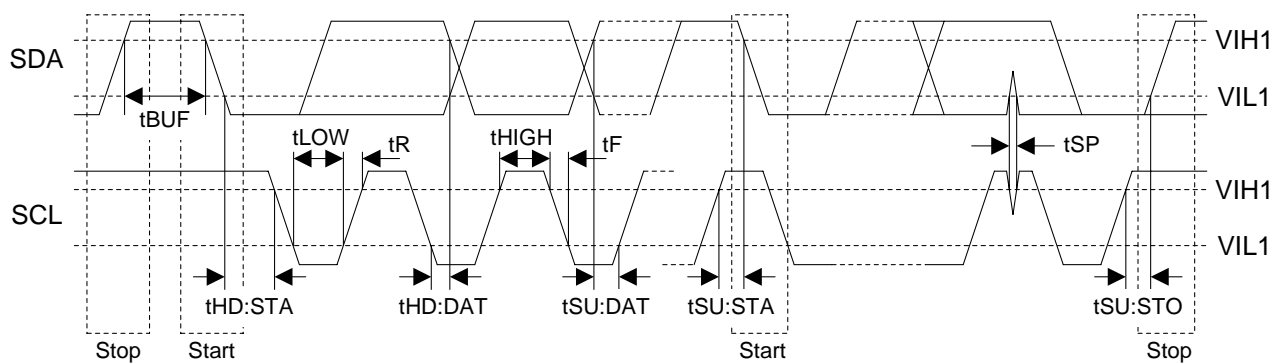 SDA
VIH1
VIL1
tBUF
tLOW
tR
tHIGH
tF
tSP
SCL
VIH1
VIL1
tHD:STA
tHD:DAT
tSU:DAT
tSU:STA
tSU:STO
Stop
Start
Start
Stop